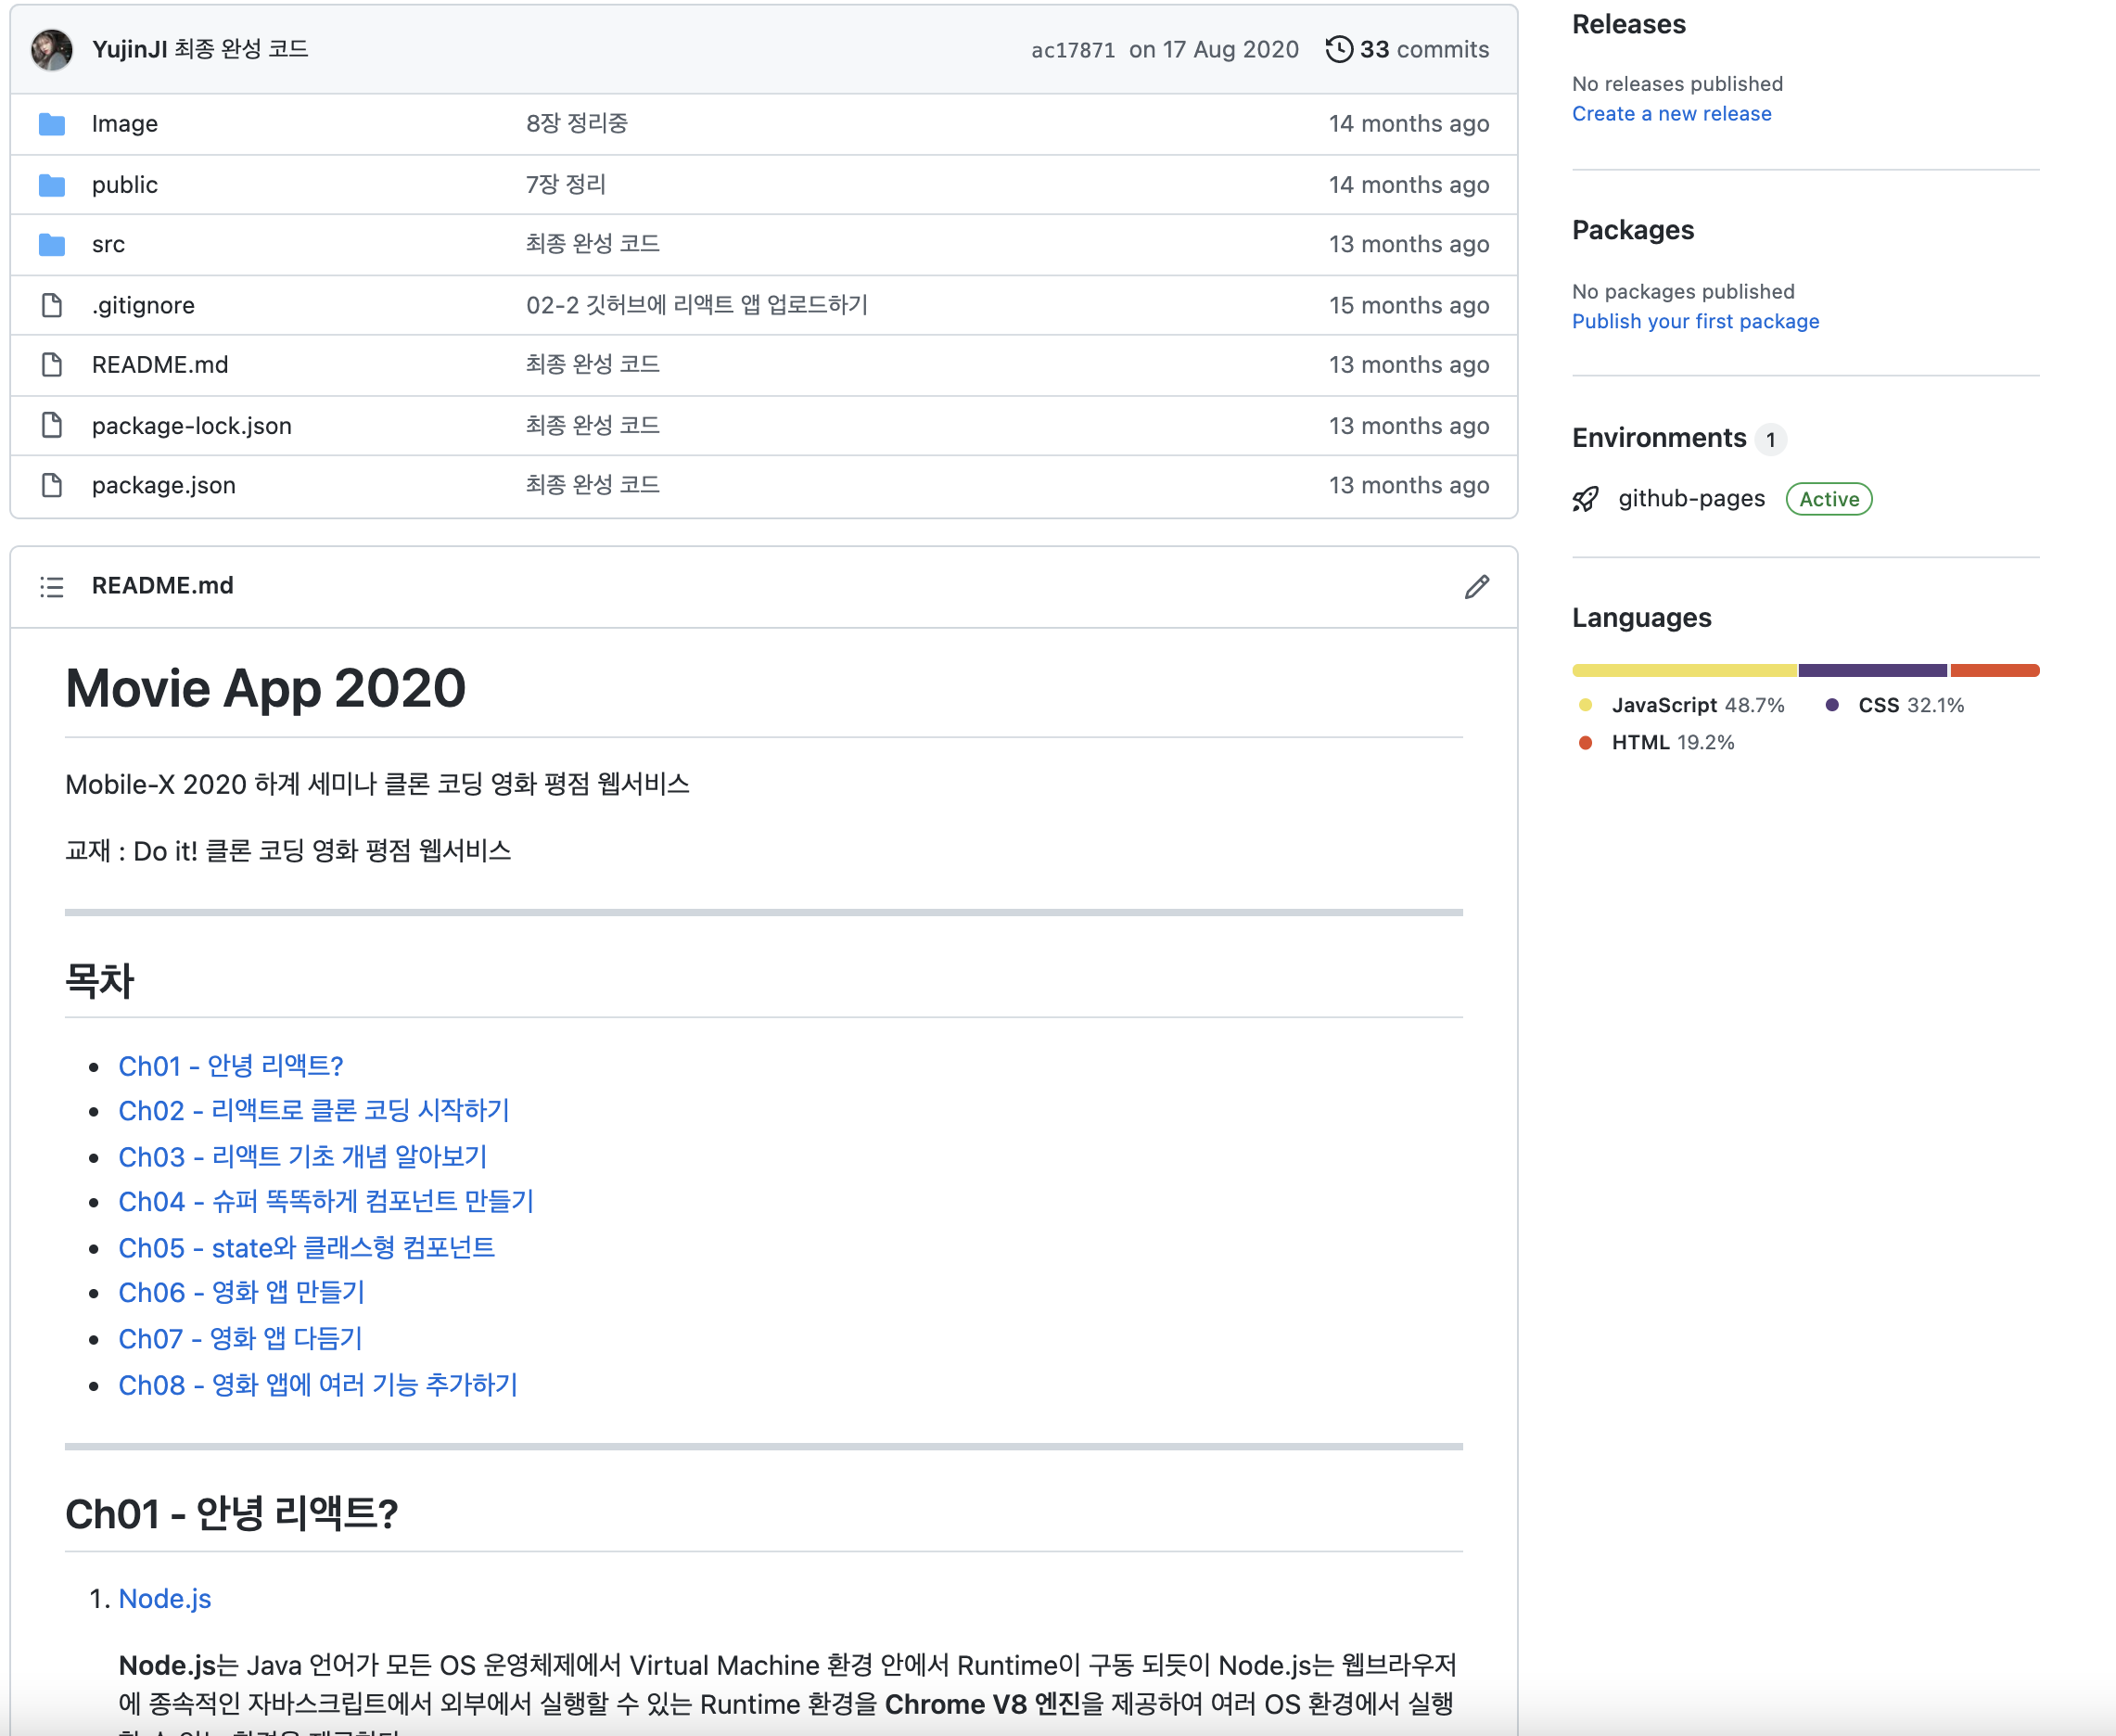 YujinJI 최종 완성 코드 ac17871 on 17 Aug 2020 33 commits
Image 8장 정리중 14 months ago
public 7장 정리 14 months ago
src 최종 완성 코드 13 months ago
.gitignore 02-2 깃허브에 리액트 앱 업로드하기 15 months ago
README.md 최종 완성 코드 13 months ago
package-lock.json 최종 완성 코드 13 months ago
package.json 최종 완성 코드 13 months ago
README.md
Movie App 2020
Mobile-X 2020 하계 세미나 클론 코딩 영화 평점 웹서비스
교재 : Do it! 클론 코딩 영화 평점 웹서비스
목차
Ch01 - 안녕 리액트?
Ch02 - 리액트로 클론 코딩 시작하기
Ch03 - 리액트 기초 개념 알아보기
Ch04 - 슈퍼 똑똑하게 컴포넌트 만들기
Ch05 - state와 클래스형 컴포넌트
Ch06 - 영화 앱 만들기
Ch07 - 영화 앱 다듬기
Ch08 - 영화 앱에 여러 기능 추가하기
Ch01 - 안녕 리액트?
1. Node.js
Node.js는 Java 언어가 모든 OS 운영체제에서 Virtual Machine 환경 안에서 Runtime이 구동 되듯이 Node.js는 웹브라우저
에 종속적인 자바스크립트에서 외부에서 실행할 수 있는 Runtime 환경을 Chrome V8 엔진을 제공하여 여러 OS 환경에서 실행
Releases
No releases published
Create a new release
Packages
No packages published
Publish your first package
Environments 1
github-pages Active
Languages
JavaScript 48.7% CSS 32.1%
HTML 19.2%